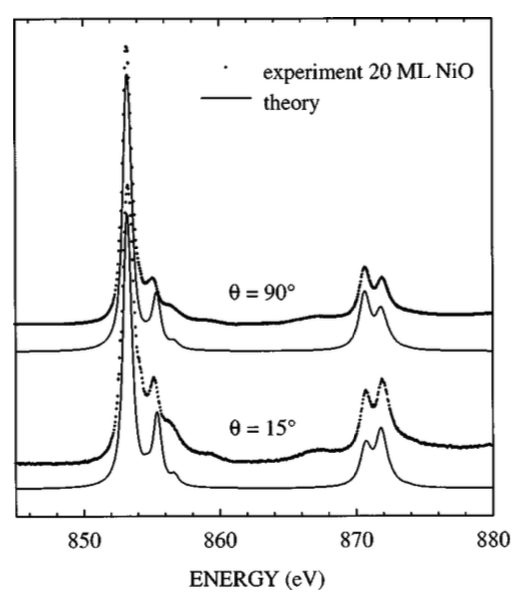 experiment 20 ML NiO
theory
θ = 90°
θ = 15°
850
860
870
880
ENERGY (eV)